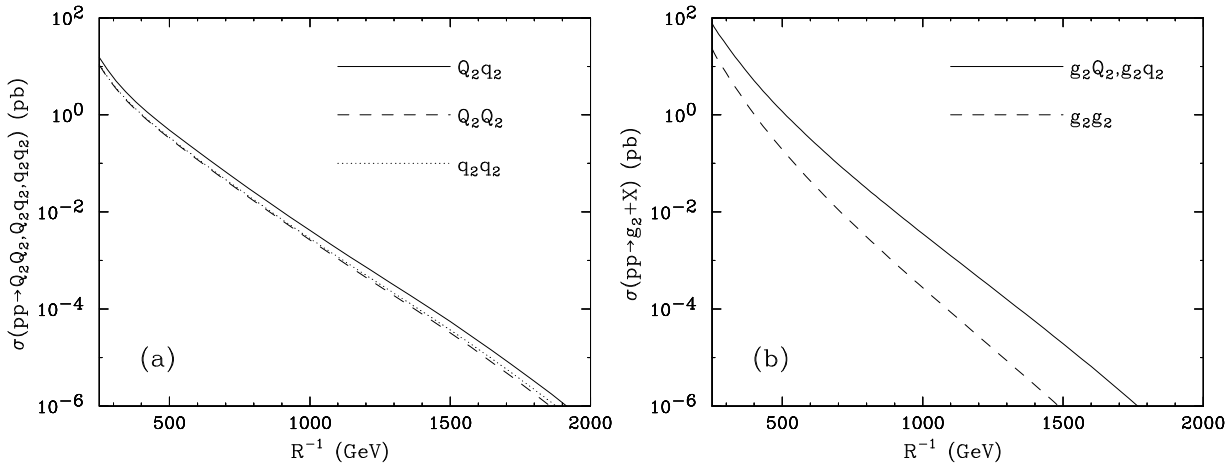 σ(pp→Q₂Q₂,Q₂q₂,q₂q₂) (pb)
10²
10⁰
10⁻²
10⁻⁴
10⁻⁶
Q₂q₂
Q₂Q₂
q₂q₂
(a)
500 1000 1500 2000
R⁻¹ (GeV)
σ(pp→g₂+X) (pb)
10²
10⁰
10⁻²
10⁻⁴
10⁻⁶
g₂Q₂,g₂q₂
g₂g₂
(b)
500 1000 1500 2000
R⁻¹ (GeV)